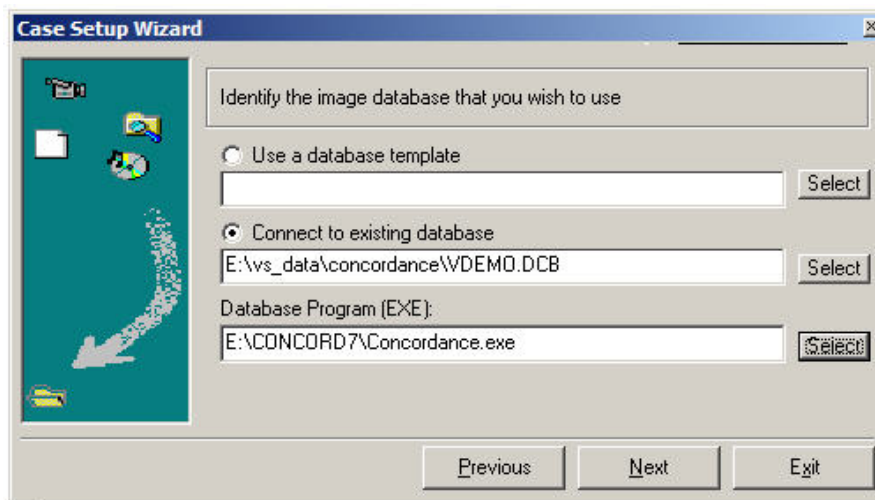 Case Setup Wizard
Identify the image database that you wish to use
Use a database template
Select
Connect to existing database
E:\vs_data\concordance\VDEMO.DCB
Select
Database Program (EXE):
E:\CONCORD7\Concordance.exe
Select
Previous
Next
Exit